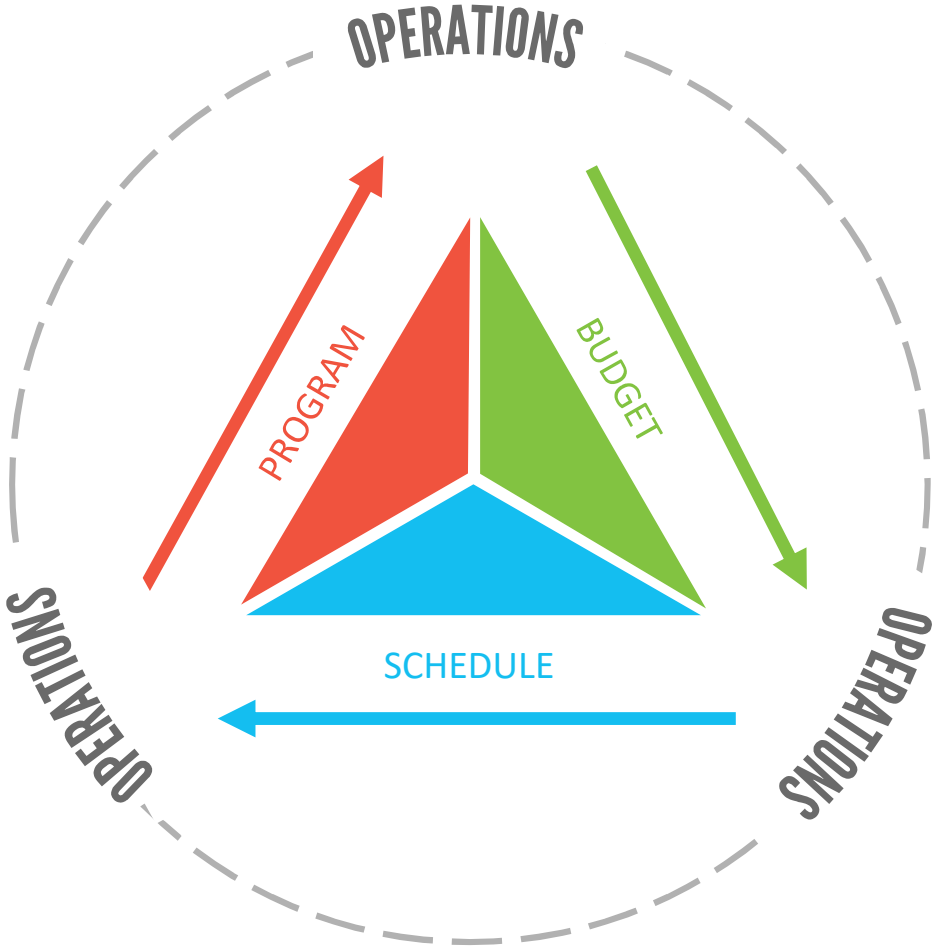 OPERATIONS
PROGRAM
BUDGET
SCHEDULE
OPERATIONS
OPERATIONS